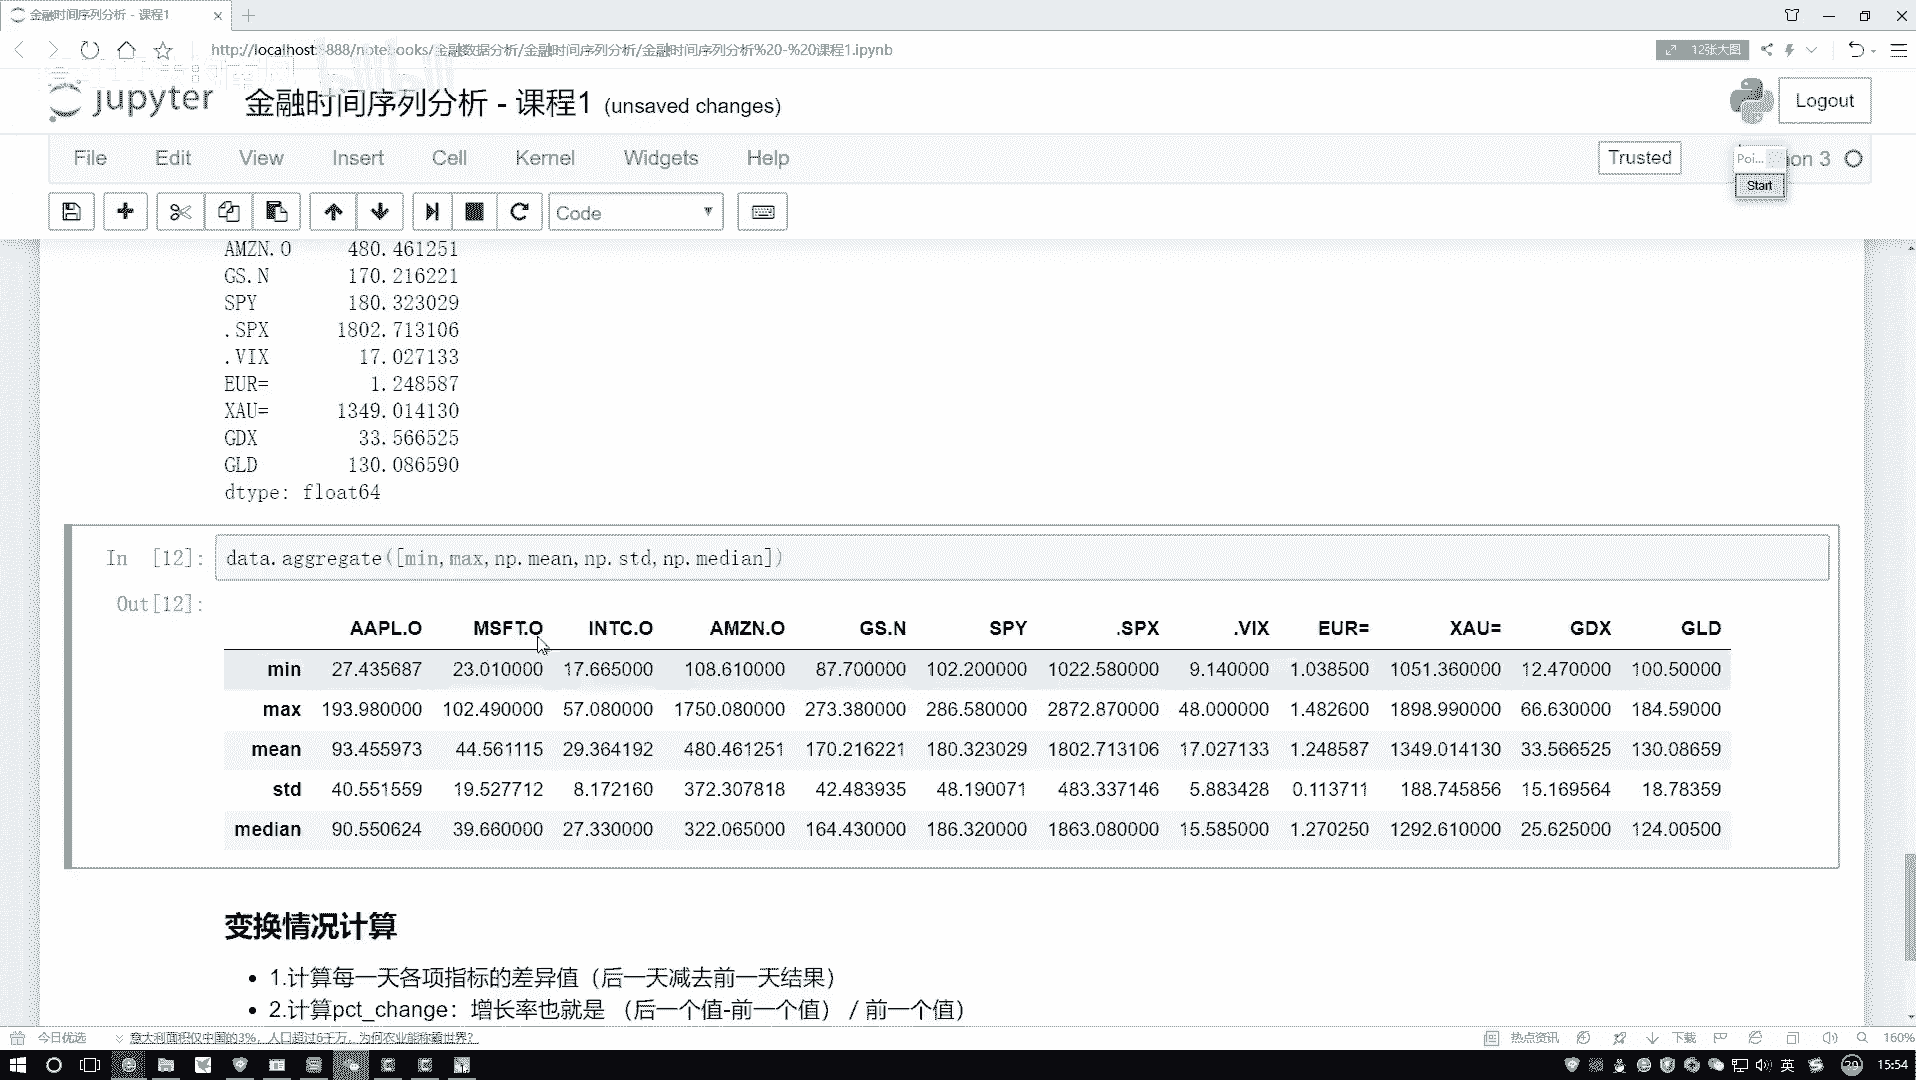 金融时间序列分析 - 课程1
http://localhost:8888/notebooks/金融数据分析/金融时间序列分析/金融时间序列分析%20-%20课程1.ipynb
12张大图
jupyter 金融时间序列分析 - 课程1 (unsaved changes)
Logout
File Edit View Insert Cell Kernel Widgets Help
Trusted
Poi... on 3
Start
Code
AMZN.O 480.461251
GS.N 170.216221
SPY 180.323029
.SPX 1802.713106
.VIX 17.027133
EUR= 1.248587
XAU= 1349.014130
GDX 33.566525
GLD 130.086590
dtype: float64
In [12]: data.aggregate([min,max,np.mean,np.std,np.median])
Out[12]:
AAPL.O MSFT.O INTC.O AMZN.O GS.N SPY .SPX .VIX EUR= XAU= GDX GLD
min 27.435687 23.010000 17.665000 108.610000 87.700000 102.200000 1022.580000 9.140000 1.038500 1051.360000 12.470000 100.50000
max 193.980000 102.490000 57.080000 1750.080000 273.380000 286.580000 2872.870000 48.000000 1.482600 1898.990000 66.630000 184.59000
mean 93.455973 44.561115 29.364192 480.461251 170.216221 180.323029 1802.713106 17.027133 1.248587 1349.014130 33.566525 130.08659
std 40.551559 19.527712 8.172160 372.307818 42.483935 48.190071 483.337146 5.883428 0.113711 188.745856 15.169564 18.78359
median 90.550624 39.660000 27.330000 322.065000 164.430000 186.320000 1863.080000 15.585000 1.270250 1292.610000 25.625000 124.00500
变换情况计算
1.计算每一天各项指标的差异值（后一天减去前一天结果）
2.计算pct_change：增长率也就是 （后一个值-前一个值）/ 前一个值）
今日优选
意大利面积仅中国的3%，人口超过6千万，为何农业能称霸世界？
热点资讯
下载
160%
英
29
15:54